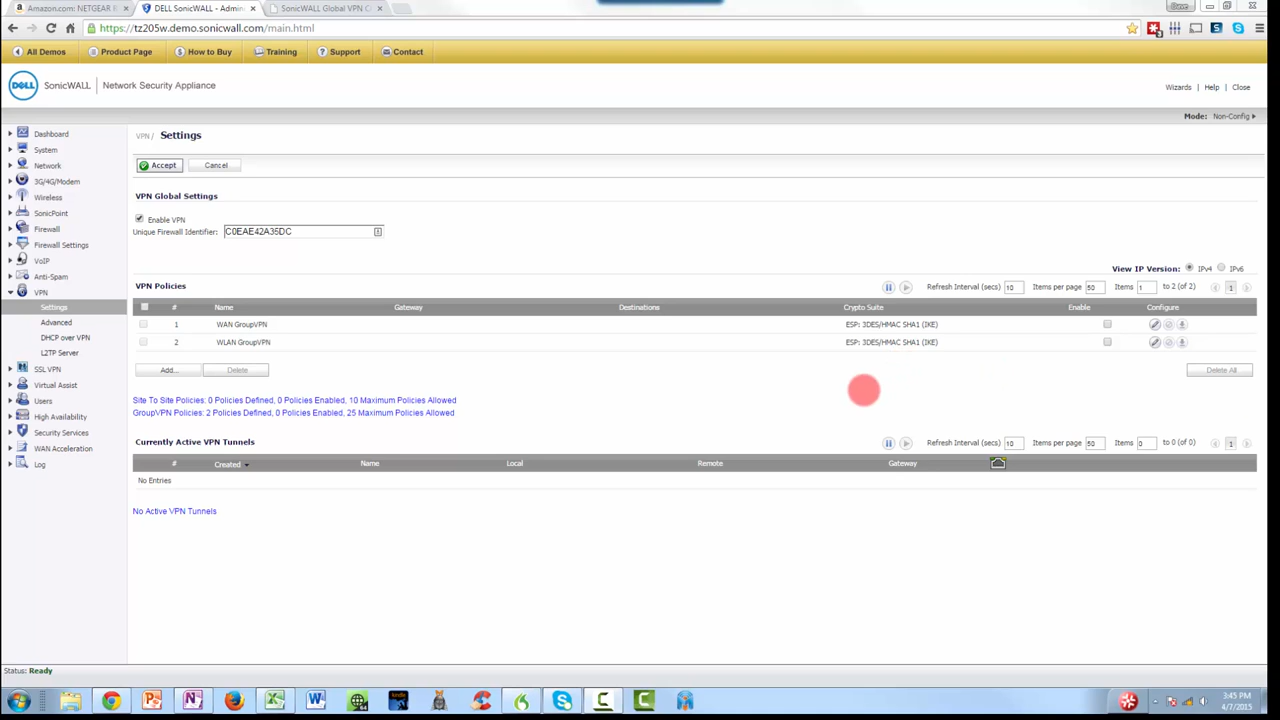 Amazon.com: NETGEAR
DELL SonicWALL - Admin
SonicWALL Global VPN C
Dave
https://tz205w.demo.sonicwall.com/main.html
All Demos
Product Page
How to Buy
Training
Support
Contact
DELL SonicWALL | Network Security Appliance
Wizards | Help | Close
Mode: Non-Config
Dashboard
System
Network
3G/4G/Modem
Wireless
SonicPoint
Firewall
Firewall Settings
VoIP
Anti-Spam
VPN
Settings
Advanced
DHCP over VPN
L2TP Server
SSL VPN
Virtual Assist
Users
High Availability
Security Services
WAN Acceleration
Log
VPN / Settings
Accept Cancel
VPN Global Settings
Enable VPN
Unique Firewall Identifier: C0EAE42A35DC
View IP Version: IPv4 IPv6
VPN Policies Refresh Interval (secs) 10 Items per page 50 Items 1 to 2 (of 2) 1
# Name Gateway Destinations Crypto Suite Enable Configure
1 WAN GroupVPN ESP: 3DES/HMAC SHA1 (IKE)
2 WLAN GroupVPN ESP: 3DES/HMAC SHA1 (IKE)
Add... Delete Delete All
Site To Site Policies: 0 Policies Defined, 0 Policies Enabled, 10 Maximum Policies Allowed
GroupVPN Policies: 2 Policies Defined, 0 Policies Enabled, 25 Maximum Policies Allowed
Currently Active VPN Tunnels Refresh Interval (secs) 10 Items per page 50 Items 0 to 0 (of 0) 1
# Created Name Local Remote Gateway
No Entries
No Active VPN Tunnels
Status: Ready
3:45 PM
4/7/2015